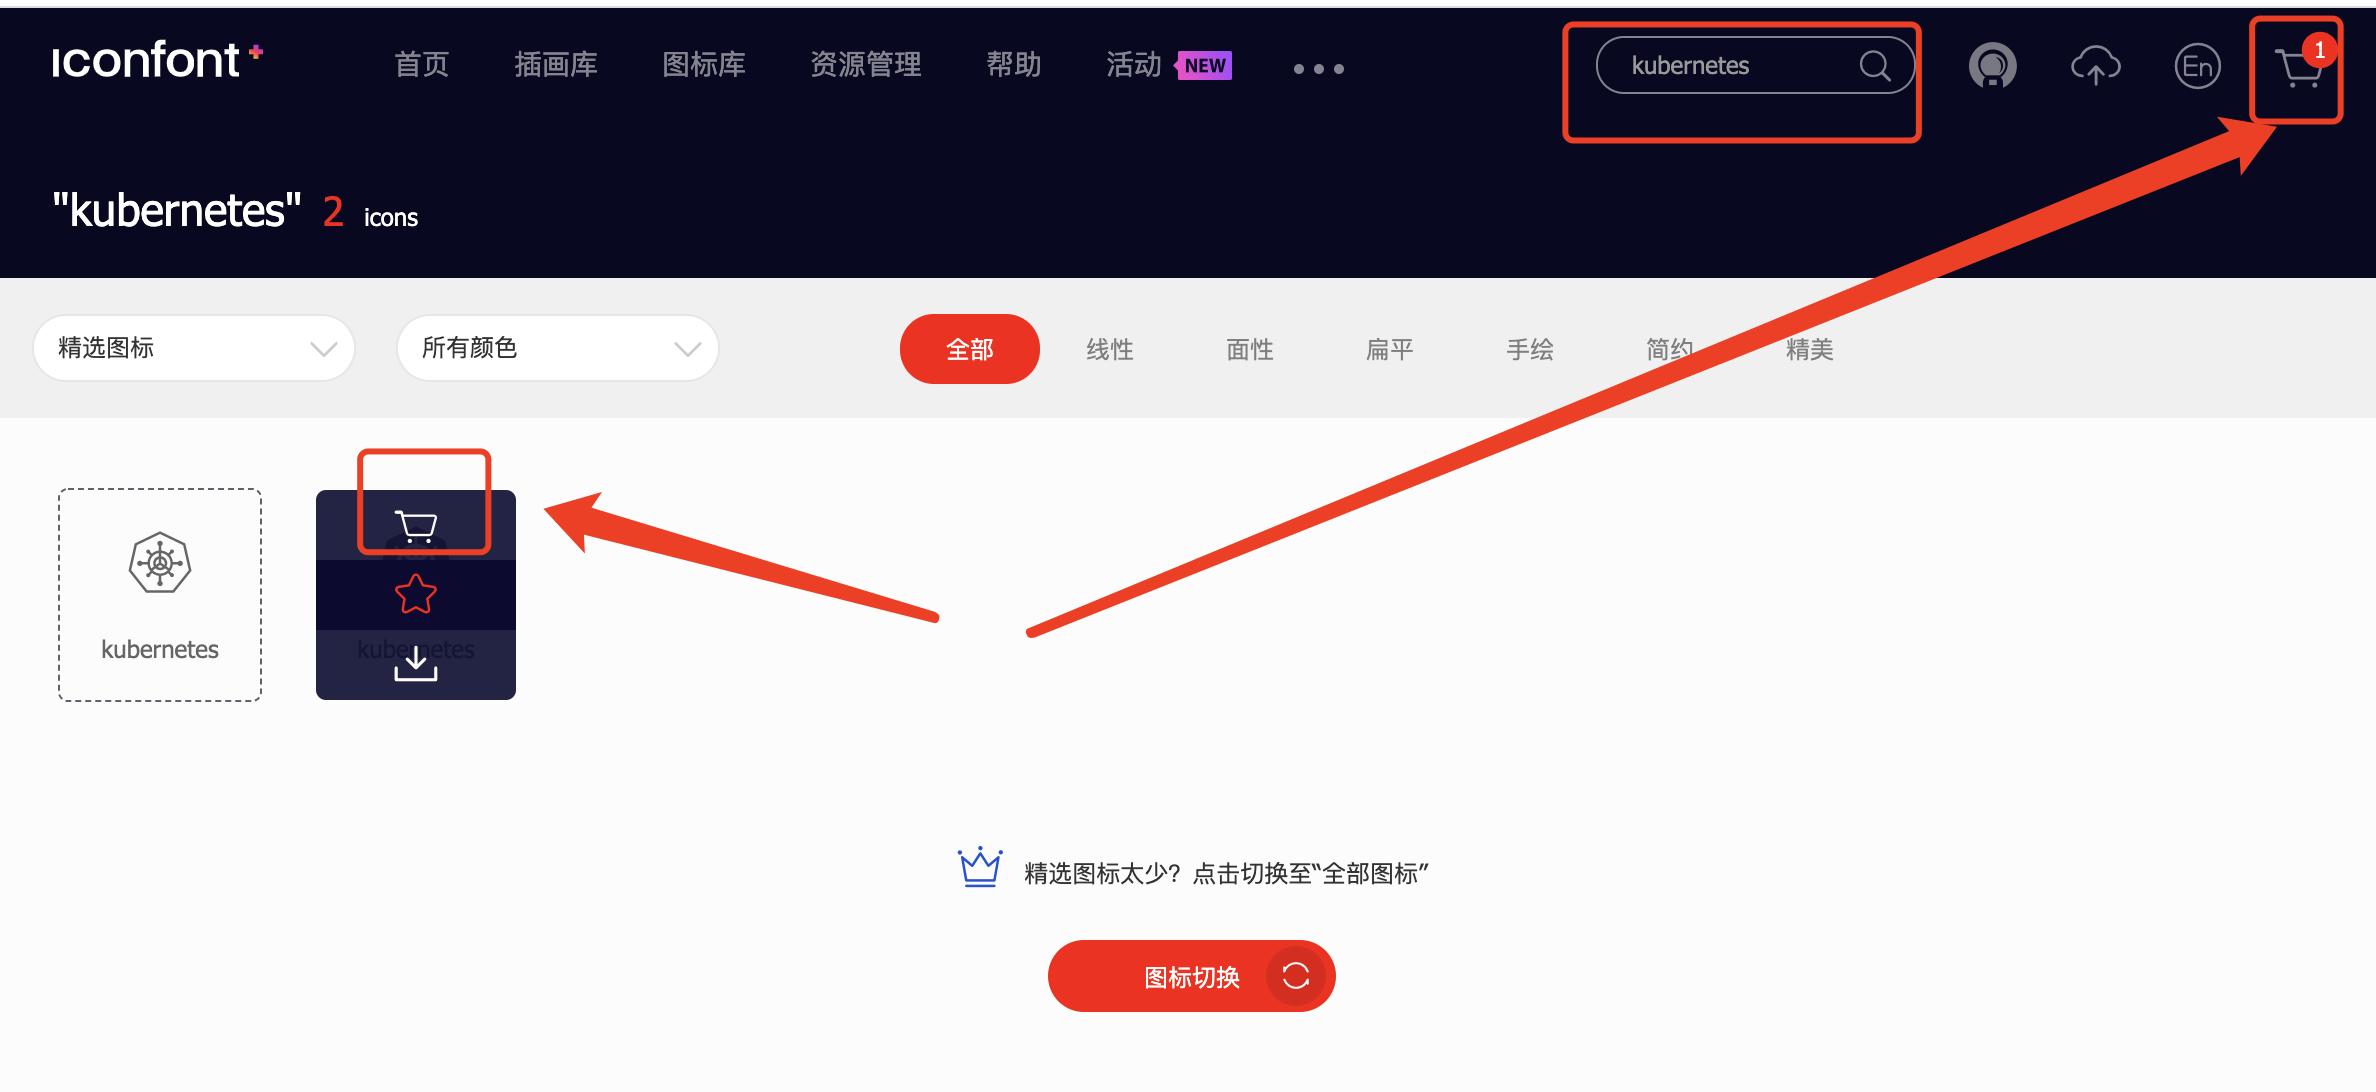 iconfont+
首页 插画库 图标库 资源管理 帮助 活动 NEW
kubernetes
En
1
"kubernetes" 2 icons
精选图标 所有颜色 全部 线性 面性 扁平 手绘 简约 精美
kubernetes
kubernetes
精选图标太少？点击切换至“全部图标”
图标切换